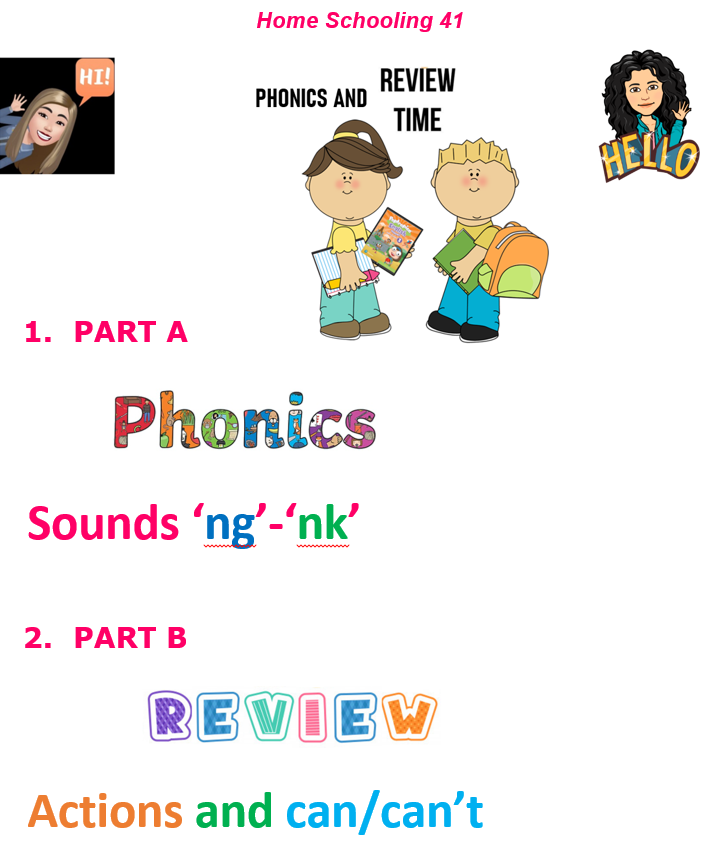 Home Schooling 41
HI!
PHONICS AND REVIEW
TIME
HELLO
1. PART A
Phonics
Sounds ‘ng’-‘nk’
2. PART B
REVIEW
Actions and can/can’t